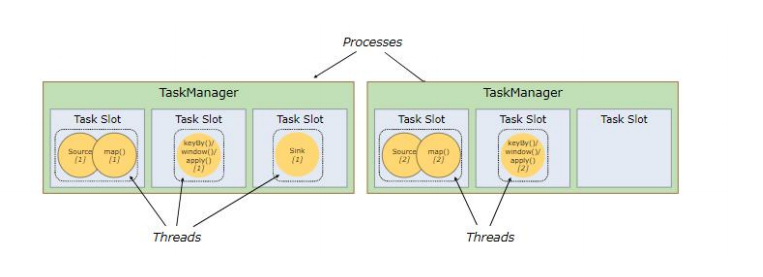 Processes
TaskManager
Task Slot
Source
[1]
map()
[1]
Task Slot
keyBy()/
window()/
apply()
[1]
Task Slot
Sink
[1]
TaskManager
Task Slot
Source
[2]
map()
[2]
Task Slot
keyBy()/
window()/
apply()
[2]
Task Slot
Threads
Threads